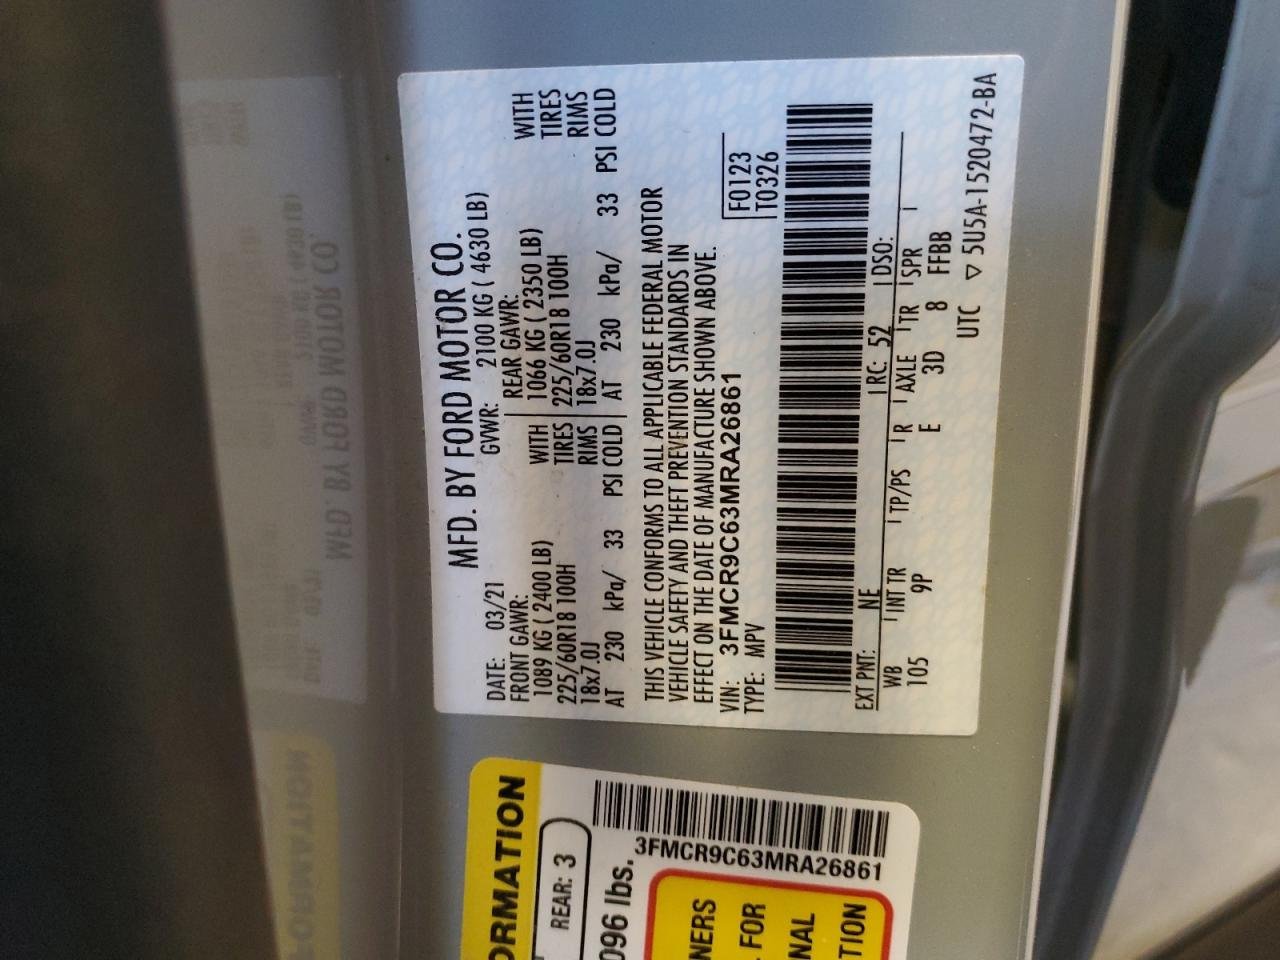 MFD. BY FORD MOTOR CO.
DATE: 03/21 GVWR: 2100 KG ( 4630 LB)
FRONT GAWR: REAR GAWR:
1089 KG ( 2400 LB) WITH 1066 KG ( 2350 LB) WITH
225/60R18 100H TIRES 225/60R18 100H TIRES
18x7.0J RIMS 18x7.0J RIMS
AT 230 kPa/ 33 PSI COLD AT 230 kPa/ 33 PSI COLD
THIS VEHICLE CONFORMS TO ALL APPLICABLE FEDERAL MOTOR
VEHICLE SAFETY AND THEFT PREVENTION STANDARDS IN
EFFECT ON THE DATE OF MANUFACTURE SHOWN ABOVE.
VIN: 3FMCR9C63MRA26861 F0123
TYPE: MPV T0326
EXT PNT: NE RC: 52 DSO:
WB INT TR TP/PS R AXLE TR SPR
105 9P E 3D 8 FFBB
UTC ▽ 5U5A-1520472-BA
ORMATION
REAR: 3
096 lbs.
3FMCR9C63MRA26861
NERS
FOR
NAL
TION